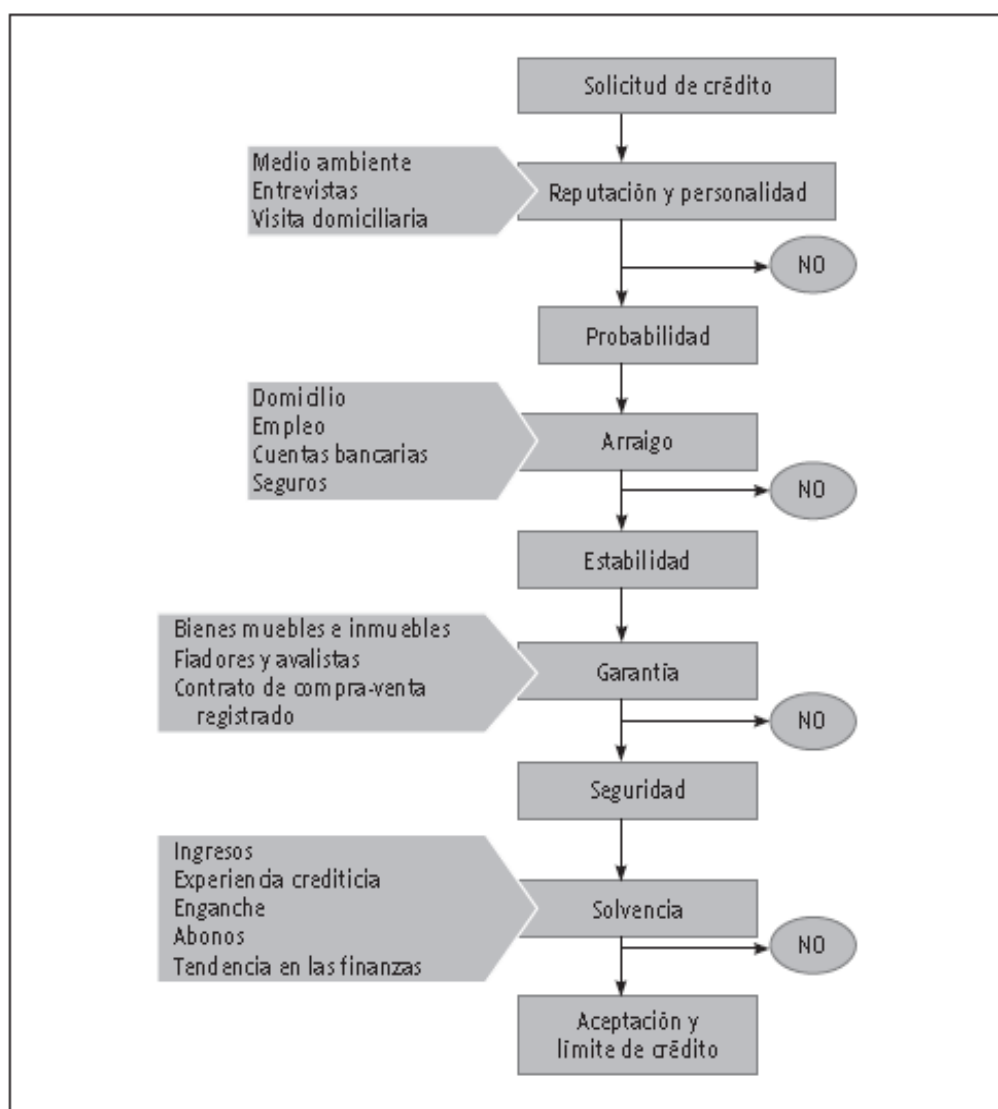 Solicitud de crédito
Medio ambiente
Entrevistas
Visita domiciliaria
Reputación y personalidad
NO
Probabilidad
Domicilio
Empleo
Cuentas bancarias
Seguros
Arraigo
NO
Estabilidad
Bienes muebles e inmuebles
Fiadores y avalistas
Contrato de compra-venta
registrado
Garantía
NO
Seguridad
Ingresos
Experiencia crediticia
Enganche
Abonos
Tendencia en las finanzas
Solvencia
NO
Aceptación y
límite de crédito